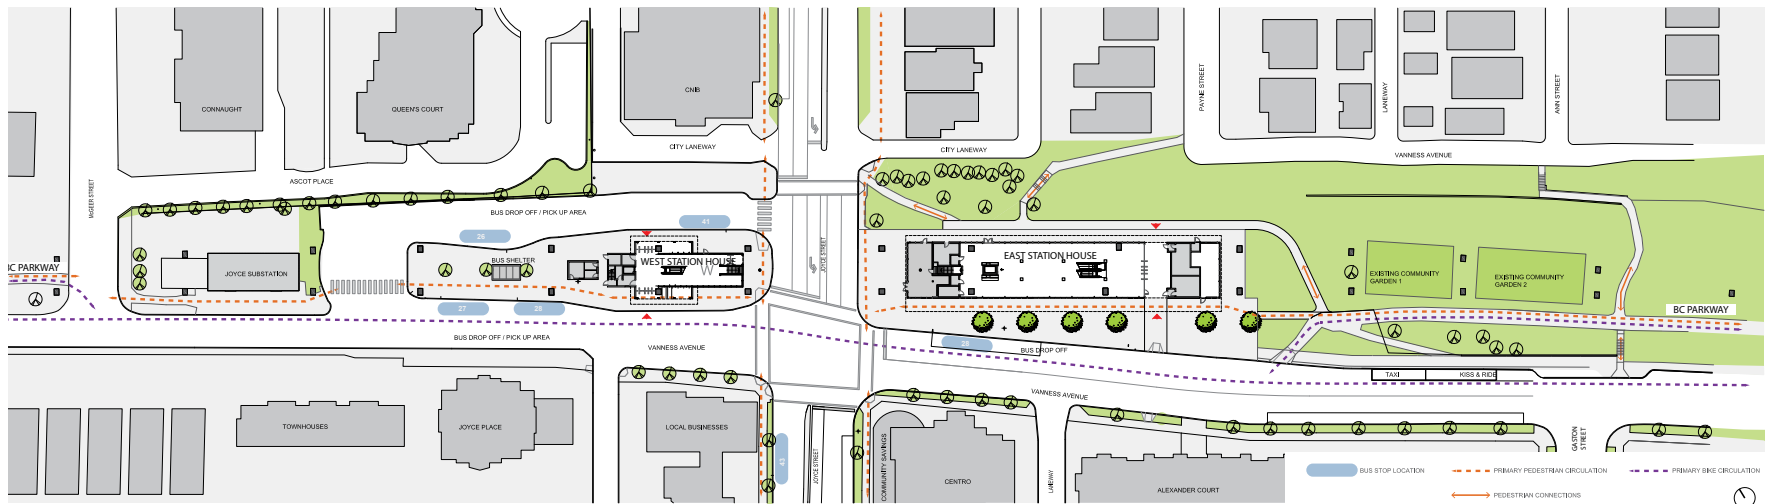 CONNAUGHT
QUEEN'S COURT
CNIB
PAYNE STREET
LANEWAY
ANN STREET
CITY LANEWAY
CITY LANEWAY
VANNESS AVENUE
ASCOT PLACE
McGEER STREET
BUS DROP OFF / PICK UP AREA
41
26
JOYCE STREET
BC PARKWAY
JOYCE SUBSTATION
BUS SHELTER
WEST STATION HOUSE
EAST STATION HOUSE
EXISTING COMMUNITY
GARDEN 1
EXISTING COMMUNITY
GARDEN 2
BC PARKWAY
27
28
BUS DROP OFF / PICK UP AREA
VANNESS AVENUE
BUS DROP OFF
TAXI
KISS & RIDE
VANNESS AVENUE
TOWNHOUSES
JOYCE PLACE
LOCAL BUSINESSES
43
JOYCE STREET
COMMUNITY SAVINGS
CENTRO
LANEWAY
ALEXANDER COURT
GASTON
STREET
BUS STOP LOCATION
PRIMARY PEDESTRIAN CIRCULATION
PRIMARY BIKE CIRCULATION
PEDESTRIAN CONNECTIONS